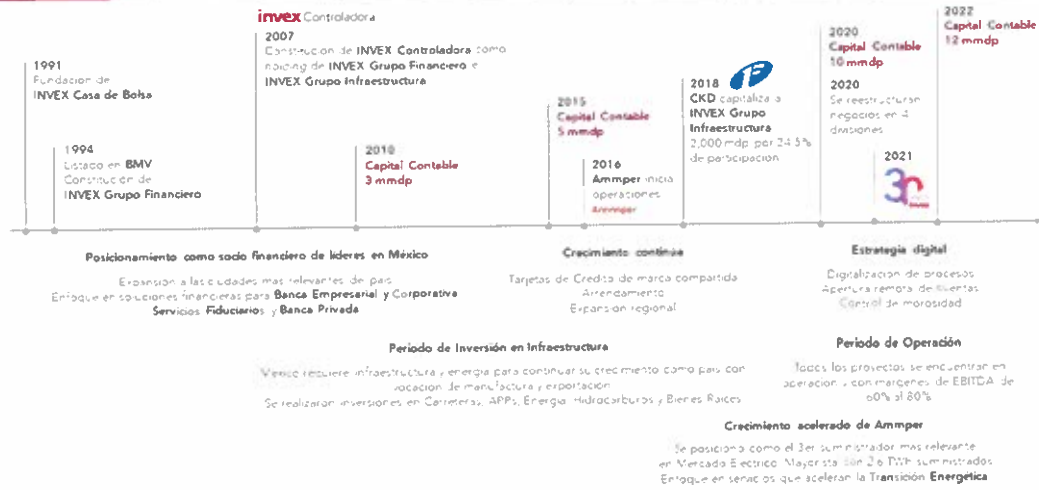 invex Controladora
1991
Fundación de
INVEX Casa de Bolsa
1994
Listado en BMV
Constitución de
INVEX Grupo Financiero
2007
Constitución de INVEX Controladora como
holding de INVEX Grupo Financiero e
INVEX Grupo Infraestructura
2010
Capital Contable
3 mmdp
2015
Capital Contable
5 mmdp
2016
Ammper inicia
operaciones
Ammper
2018
CKD capitaliza a
INVEX Grupo
Infraestructura
2,000 mdp por 24.5%
de participación
2020
Capital Contable
10 mmdp
2020
Se reestructuran
negocios en 4
divisiones
2021
30
2022
Capital Contable
12 mmdp
Posicionamiento como socio financiero de líderes en México
Expansión a las ciudades más relevantes de país
Enfoque en soluciones financieras para Banca Empresarial y Corporativa
Servicios Fiduciarios y Banca Privada
Crecimiento continuo
Tarjetas de Credito de marca compartida
Arrendamiento
Expansión regional
Estrategia digital
Digitalización de procesos
Apertura remota de cuentas
Control de morosidad
Periodo de Inversión en Infraestructura
México requiere infraestructura y energía para continuar su crecimiento como país con
vocación de manufactura y exportación
Se realizaron inversiones en Carreteras, APPs, Energía, Hidrocarburos y Bienes Raíces
Periodo de Operación
Todos los proyectos se encuentran en
operación y con márgenes de EBITDA de
60% al 80%
Crecimiento acelerado de Ammper
Se posiciono como el 3er suministrador mas relevante
en Mercado Electrico Mayorista con 2.6 TWh suministrados
Enfoque en servicios que aceleran la Transición Energética